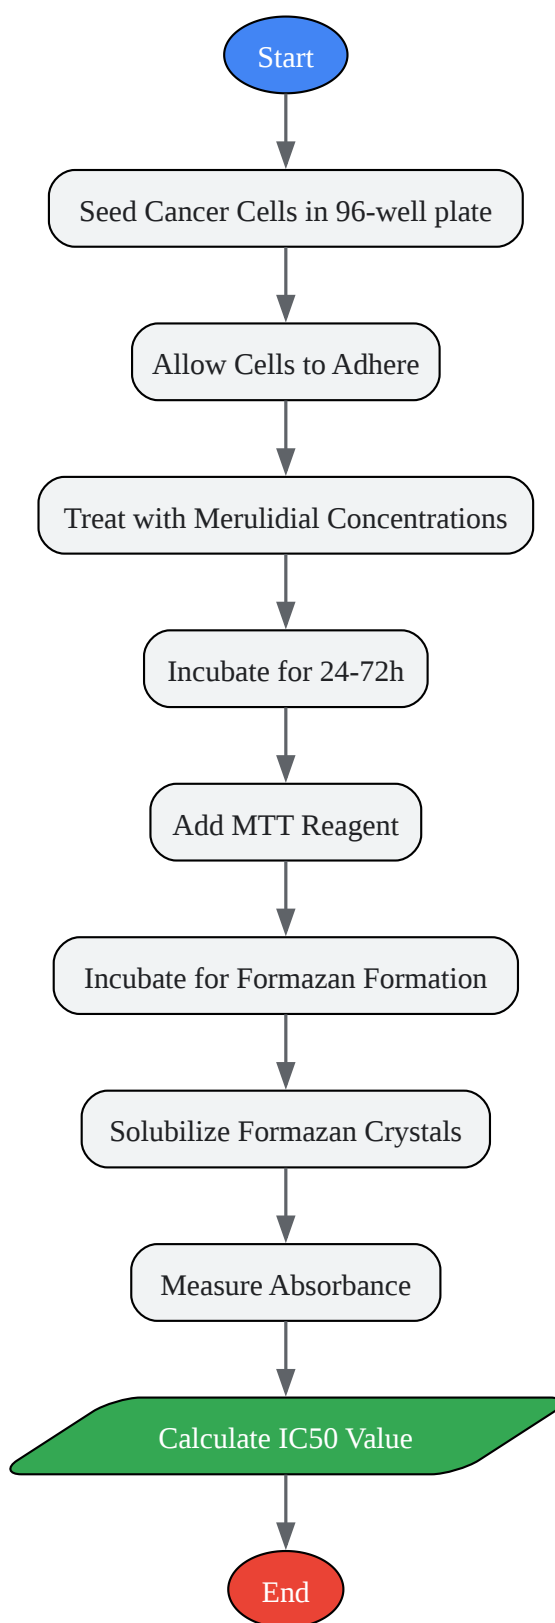 Start
Seed Cancer Cells in 96-well plate
Allow Cells to Adhere
Treat with Merulidial Concentrations
Incubate for 24-72h
Add MTT Reagent
Incubate for Formazan Formation
Solubilize Formazan Crystals
Measure Absorbance
Calculate IC50 Value
End